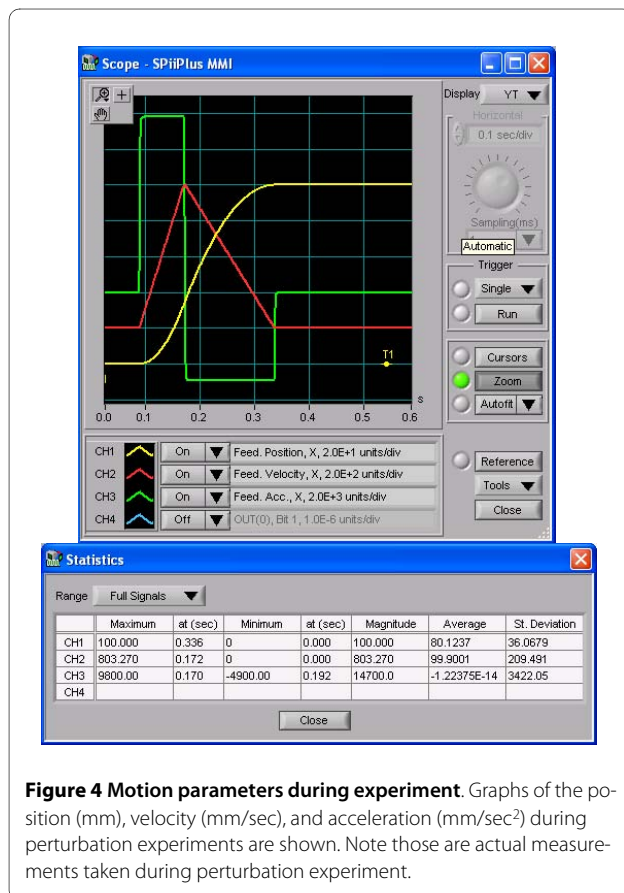 Scope - SPiiPlus MMI
Display YT
Horizontal
0.1 sec/div
Sampling(ms)
Automatic
Trigger
Single
Run
T1
Cursors
Zoom
Autofit
s
0.0 0.1 0.2 0.3 0.4 0.5 0.6
CH1 On Feed. Position, X, 2.0E+1 units/div
CH2 On Feed. Velocity, X, 2.0E+2 units/div
CH3 On Feed. Acc., X, 2.0E+3 units/div
CH4 Off OUT(0), Bit 1, 1.0E-6 units/div
Reference
Tools
Close
Statistics
Range Full Signals
Maximum at (sec) Minimum at (sec) Magnitude Average St. Deviation
CH1 100.000 0.336 0 0.000 100.000 80.1237 36.0679
CH2 803.270 0.172 0 0.000 803.270 99.9001 209.491
CH3 9800.00 0.170 -4900.00 0.192 14700.0 -1.22375E-14 3422.05
CH4
Close
Figure 4 Motion parameters during experiment. Graphs of the po-
sition (mm), velocity (mm/sec), and acceleration (mm/sec²) during
perturbation experiments are shown. Note those are actual measure-
ments taken during perturbation experiment.